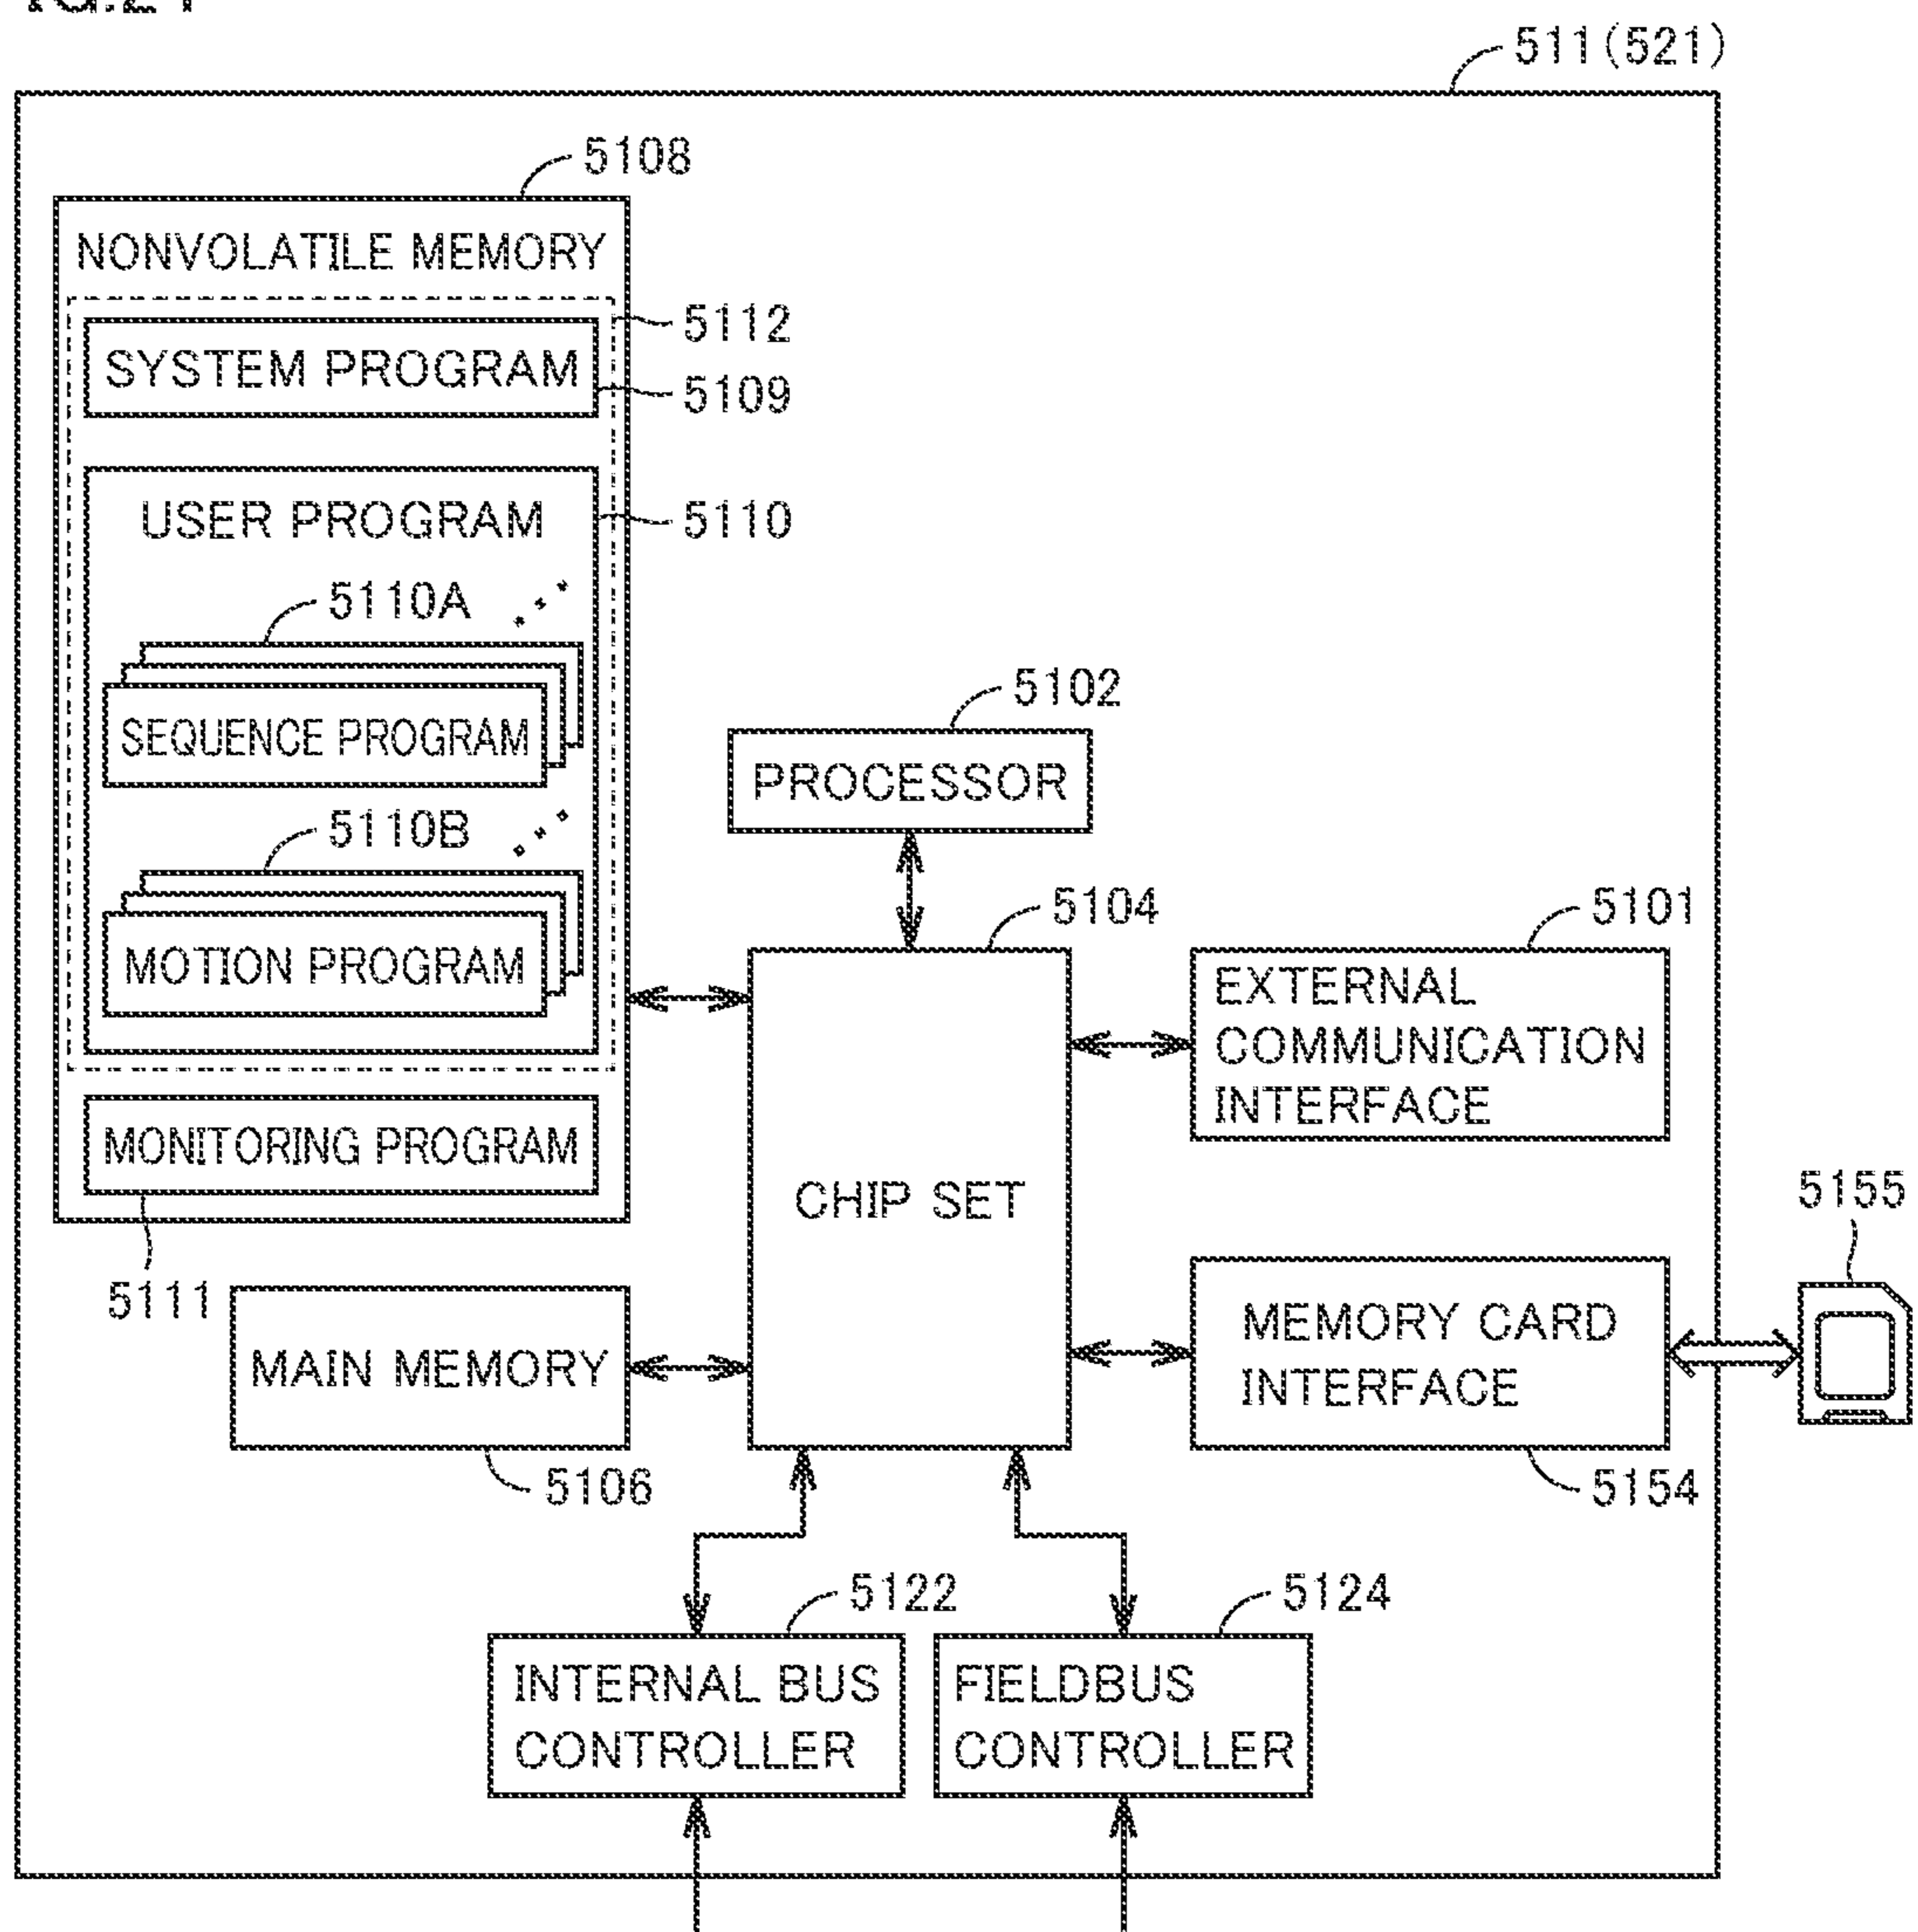 511(521)
5108
NONVOLATILE MEMORY
5112
SYSTEM PROGRAM
5109
USER PROGRAM
5110
5110A
SEQUENCE PROGRAM
5110B
MOTION PROGRAM
MONITORING PROGRAM
5111
5102
PROCESSOR
5104
CHIP SET
5101
EXTERNAL
COMMUNICATION
INTERFACE
5155
MEMORY CARD
INTERFACE
5154
MAIN MEMORY
5106
5122
INTERNAL BUS
CONTROLLER
5124
FIELDBUS
CONTROLLER